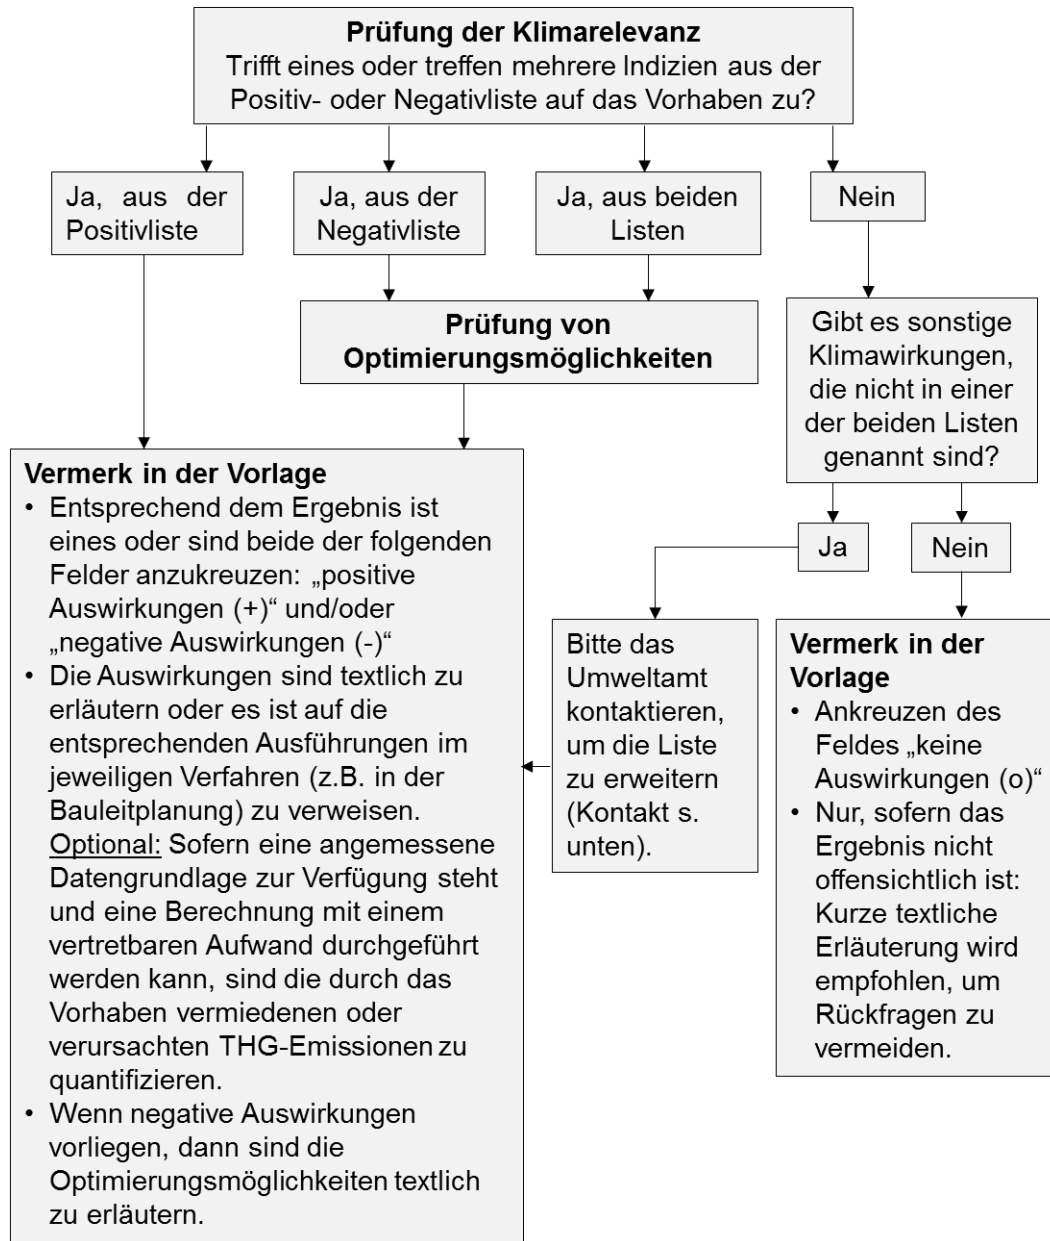 Prüfung der Klimarelevanz
Trifft eines oder treffen mehrere Indizien aus der
Positiv- oder Negativliste auf das Vorhaben zu?
Ja, aus der
Positivliste
Ja, aus der
Negativliste
Ja, aus beiden
Listen
Nein
Prüfung von
Optimierungsmöglichkeiten
Gibt es sonstige
Klimawirkungen,
die nicht in einer
der beiden Listen
genannt sind?
Ja
Nein
Vermerk in der Vorlage
• Entsprechend dem Ergebnis ist
eines oder sind beide der folgenden
Felder anzukreuzen: „positive
Auswirkungen (+)“ und/oder
„negative Auswirkungen (-)“
• Die Auswirkungen sind textlich zu
erläutern oder es ist auf die
entsprechenden Ausführungen im
jeweiligen Verfahren (z.B. in der
Bauleitplanung) zu verweisen.
Optional: Sofern eine angemessene
Datengrundlage zur Verfügung steht
und eine Berechnung mit einem
vertretbaren Aufwand durchgeführt
werden kann, sind die durch das
Vorhaben vermiedenen oder
verursachten THG-Emissionen zu
quantifizieren.
• Wenn negative Auswirkungen
vorliegen, dann sind die
Optimierungsmöglichkeiten textlich
zu erläutern.
Bitte das
Umweltamt
kontaktieren,
um die Liste
zu erweitern
(Kontakt s.
unten).
Vermerk in der
Vorlage
• Ankreuzen des
Feldes „keine
Auswirkungen (o)“
• Nur, sofern das
Ergebnis nicht
offensichtlich ist:
Kurze textliche
Erläuterung wird
empfohlen, um
Rückfragen zu
vermeiden.